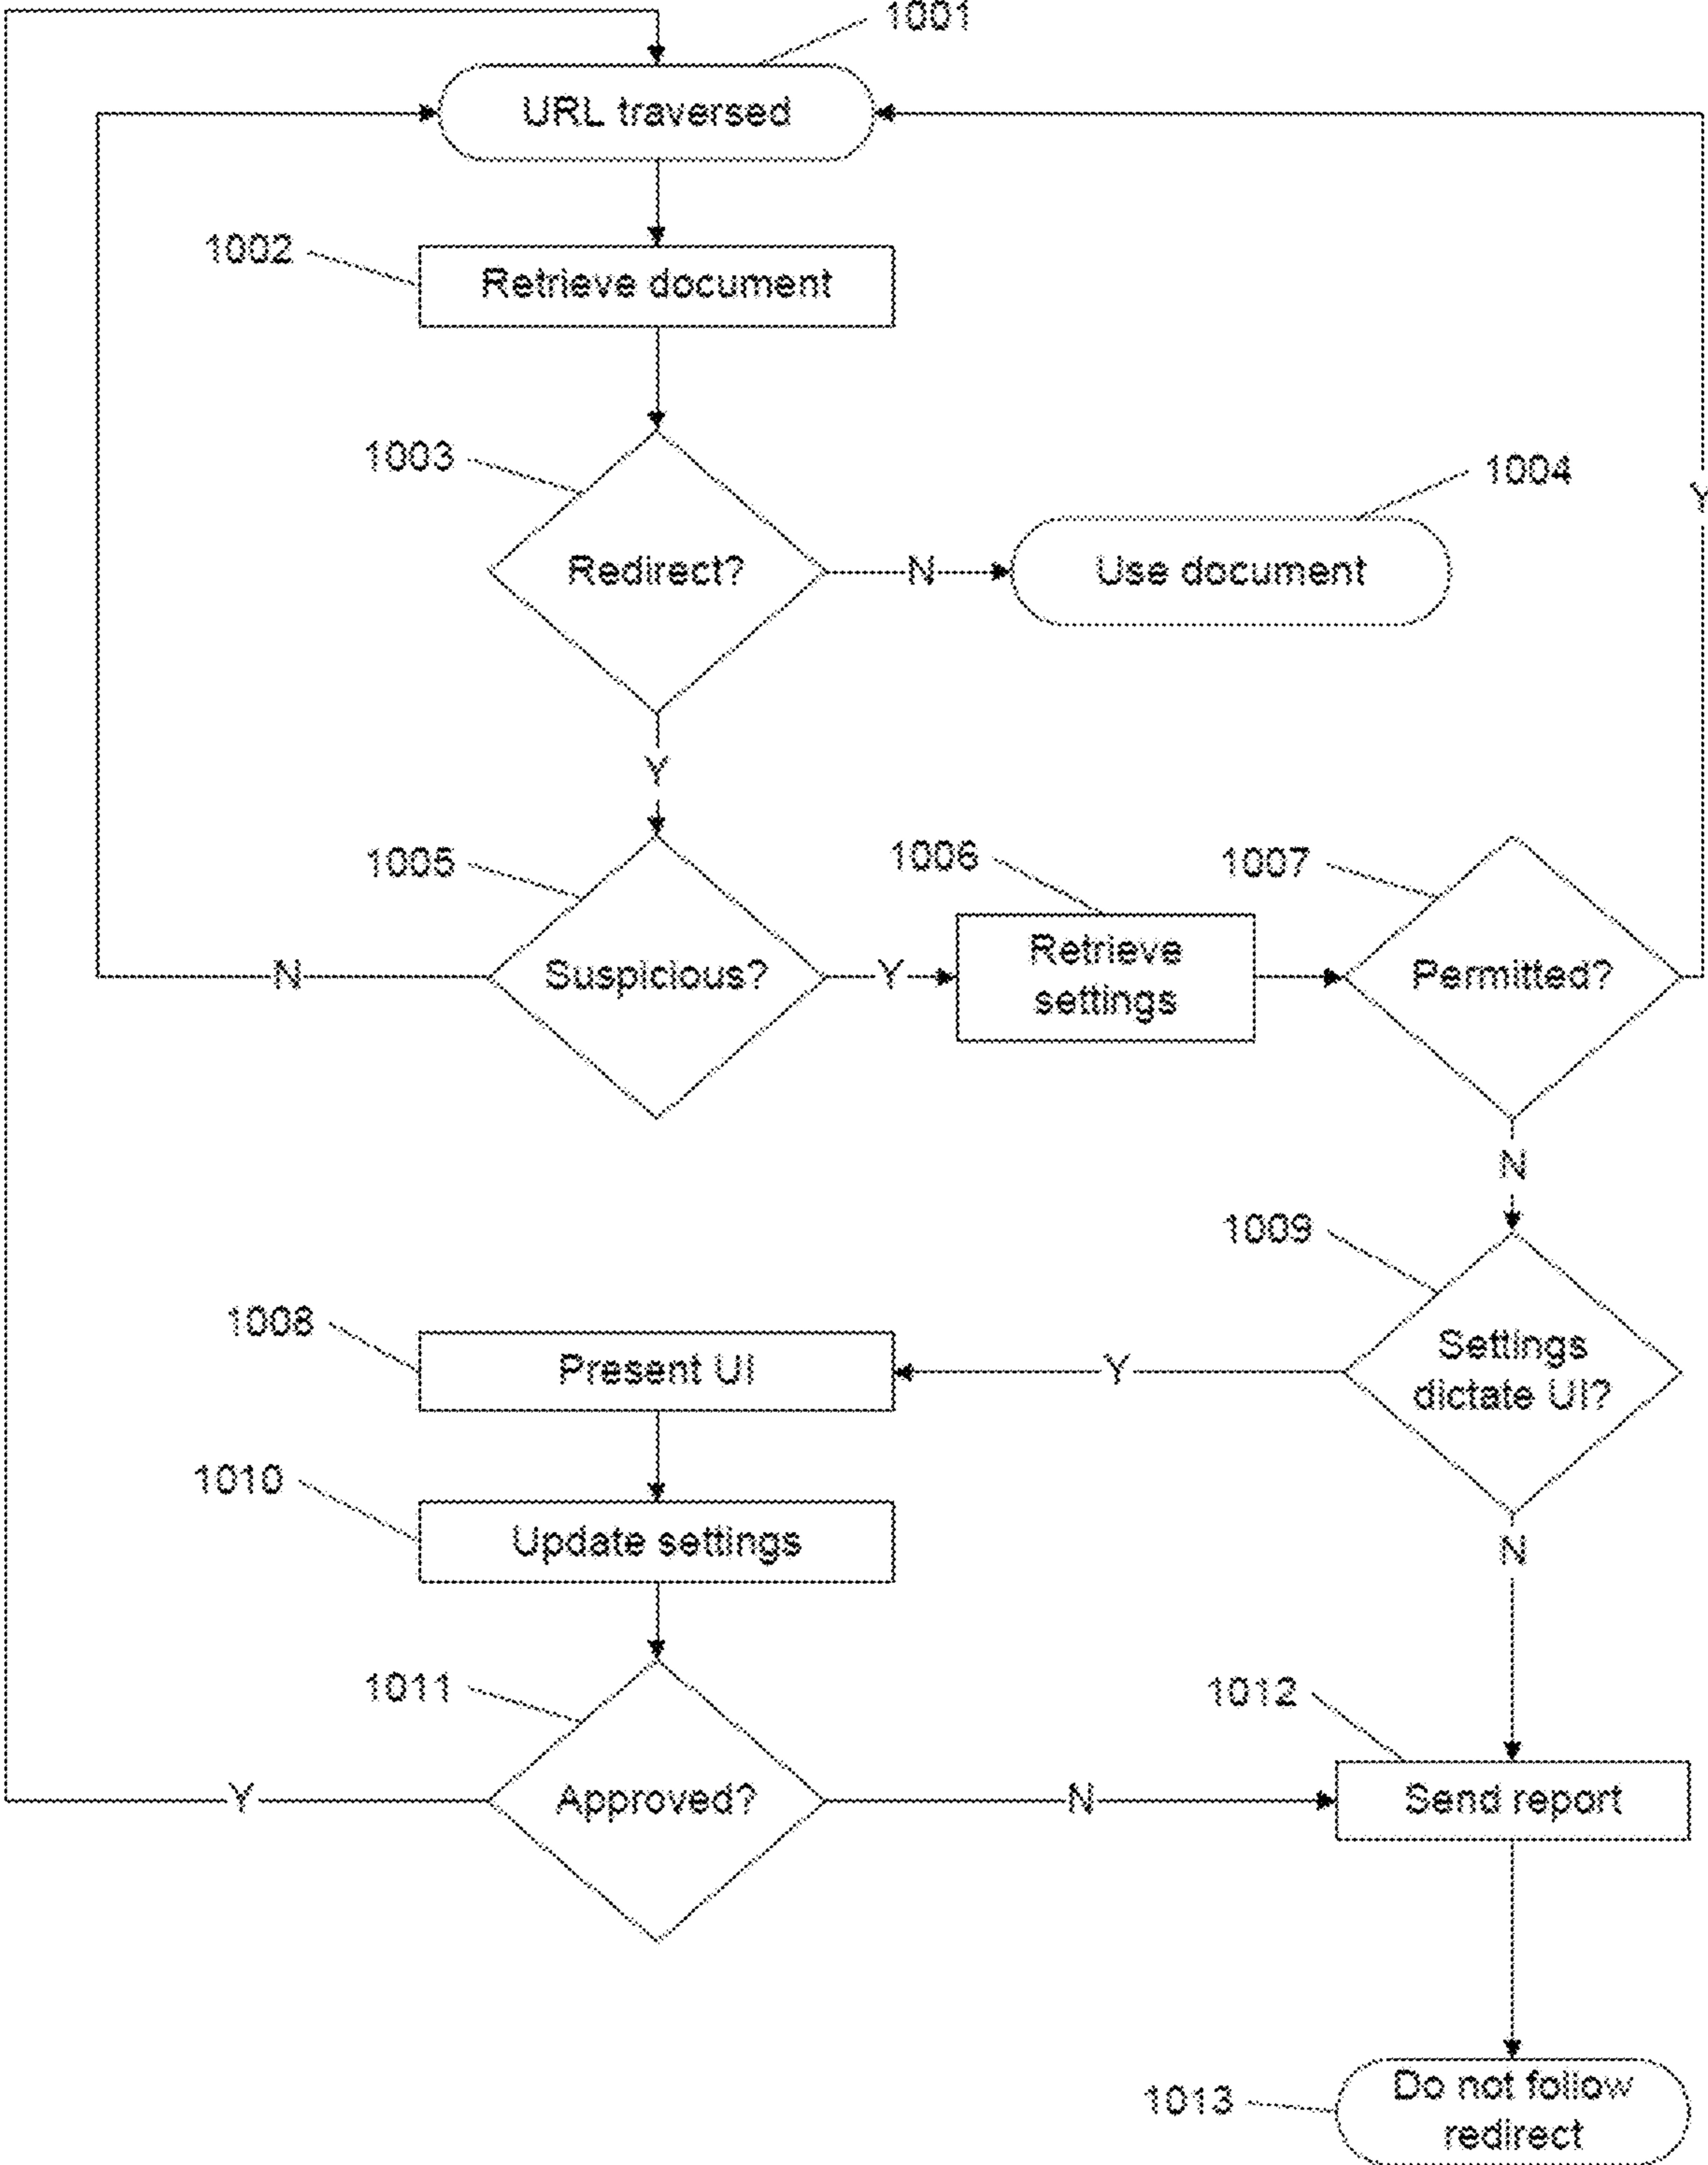 1001
URL traversed
1002
Retrieve document
1003
1004
Redirect?
N
Use document
Y
Y
1005
1006
1007
N
Suspicious?
Y
Retrieve
settings
Permitted?
N
1009
1008
Present UI
Y
Settings
dictate UI?
1010
Update settings
N
1011
1012
Y
Approved?
N
Send report
1013
Do not follow
redirect